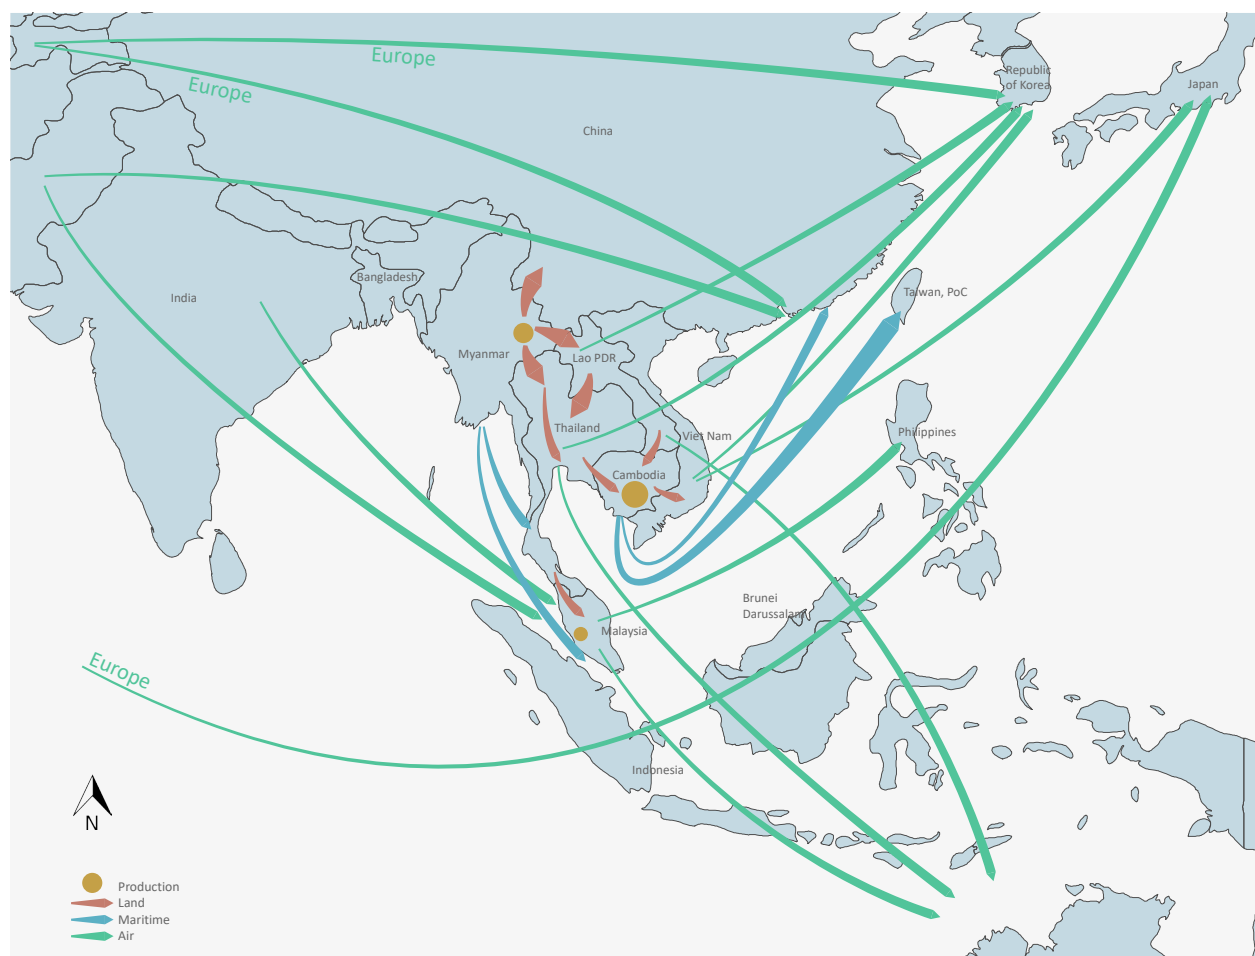 Europe
Europe
Republic
of Korea
Japan
China
Bangladesh
India
Taiwan, PoC
Myanmar
Lao PDR
Thailand
Viet Nam
Philippines
Cambodia
Brunei
Darussalam
Malaysia
Europe
Indonesia
N
Production
Land
Maritime
Air